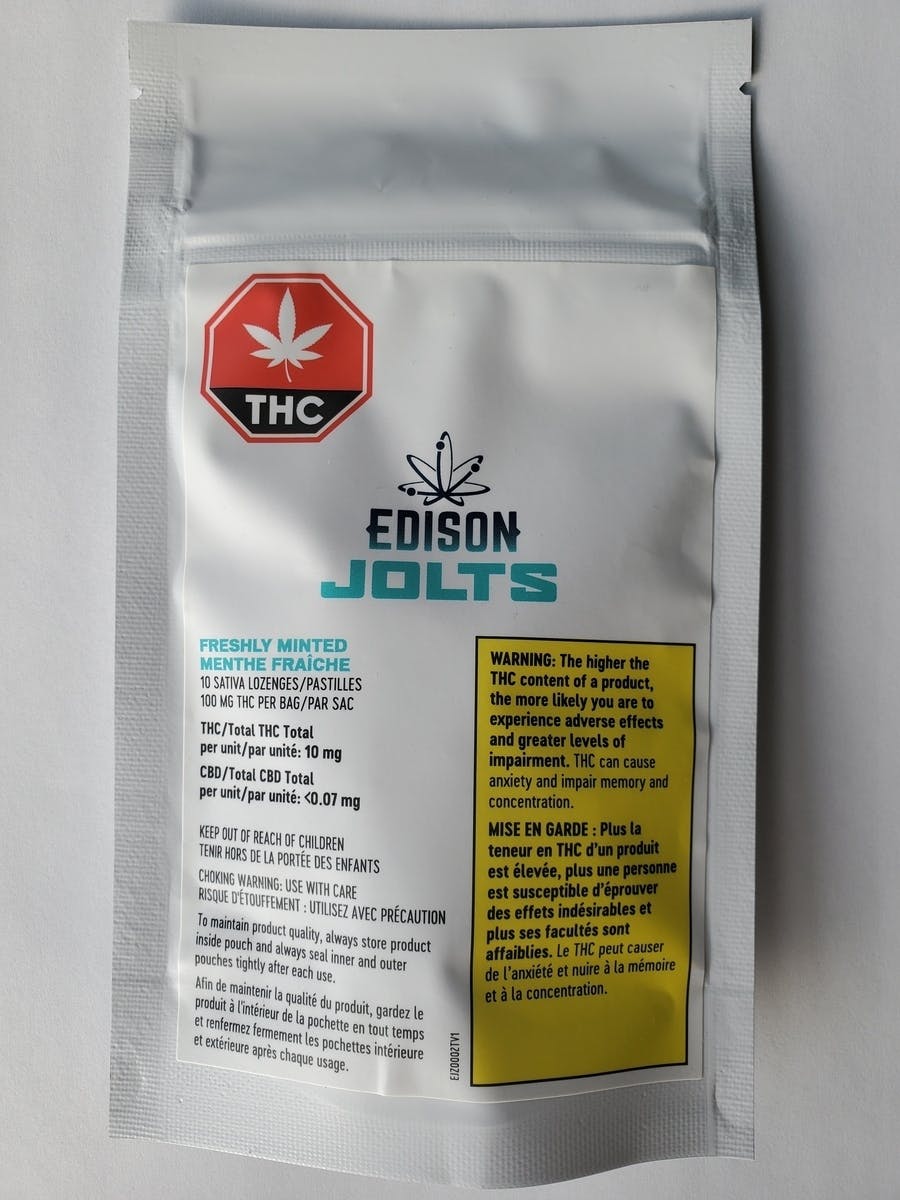 THC
EDISON
JOLTS
FRESHLY MINTED
MENTHE FRAÎCHE
10 SATIVA LOZENGES/PASTILLES
100 MG THC PER BAG/PAR SAC
THC/Total THC Total
per unit/par unité: 10 mg
CBD/Total CBD Total
per unit/par unité: <0.07 mg
KEEP OUT OF REACH OF CHILDREN
TENIR HORS DE LA PORTÉE DES ENFANTS
CHOKING WARNING: USE WITH CARE
RISQUE D'ÉTOUFFEMENT : UTILISEZ AVEC PRÉCAUTION
To maintain product quality, always store product
inside pouch and always seal inner and outer
pouches tightly after each use.
Afin de maintenir la qualité du produit, gardez le
produit à l'intérieur de la pochette en tout temps
et renfermez fermement les pochettes intérieure
et extérieure après chaque usage.
EJZ0002TV1
WARNING: The higher the
THC content of a product,
the more likely you are to
experience adverse effects
and greater levels of
impairment. THC can cause
anxiety and impair memory and
concentration.
MISE EN GARDE : Plus la
teneur en THC d'un produit
est élevée, plus une personne
est susceptible d'éprouver
des effets indésirables et
plus ses facultés sont
affaiblies. Le THC peut causer
de l'anxiété et nuire à la mémoire
et à la concentration.